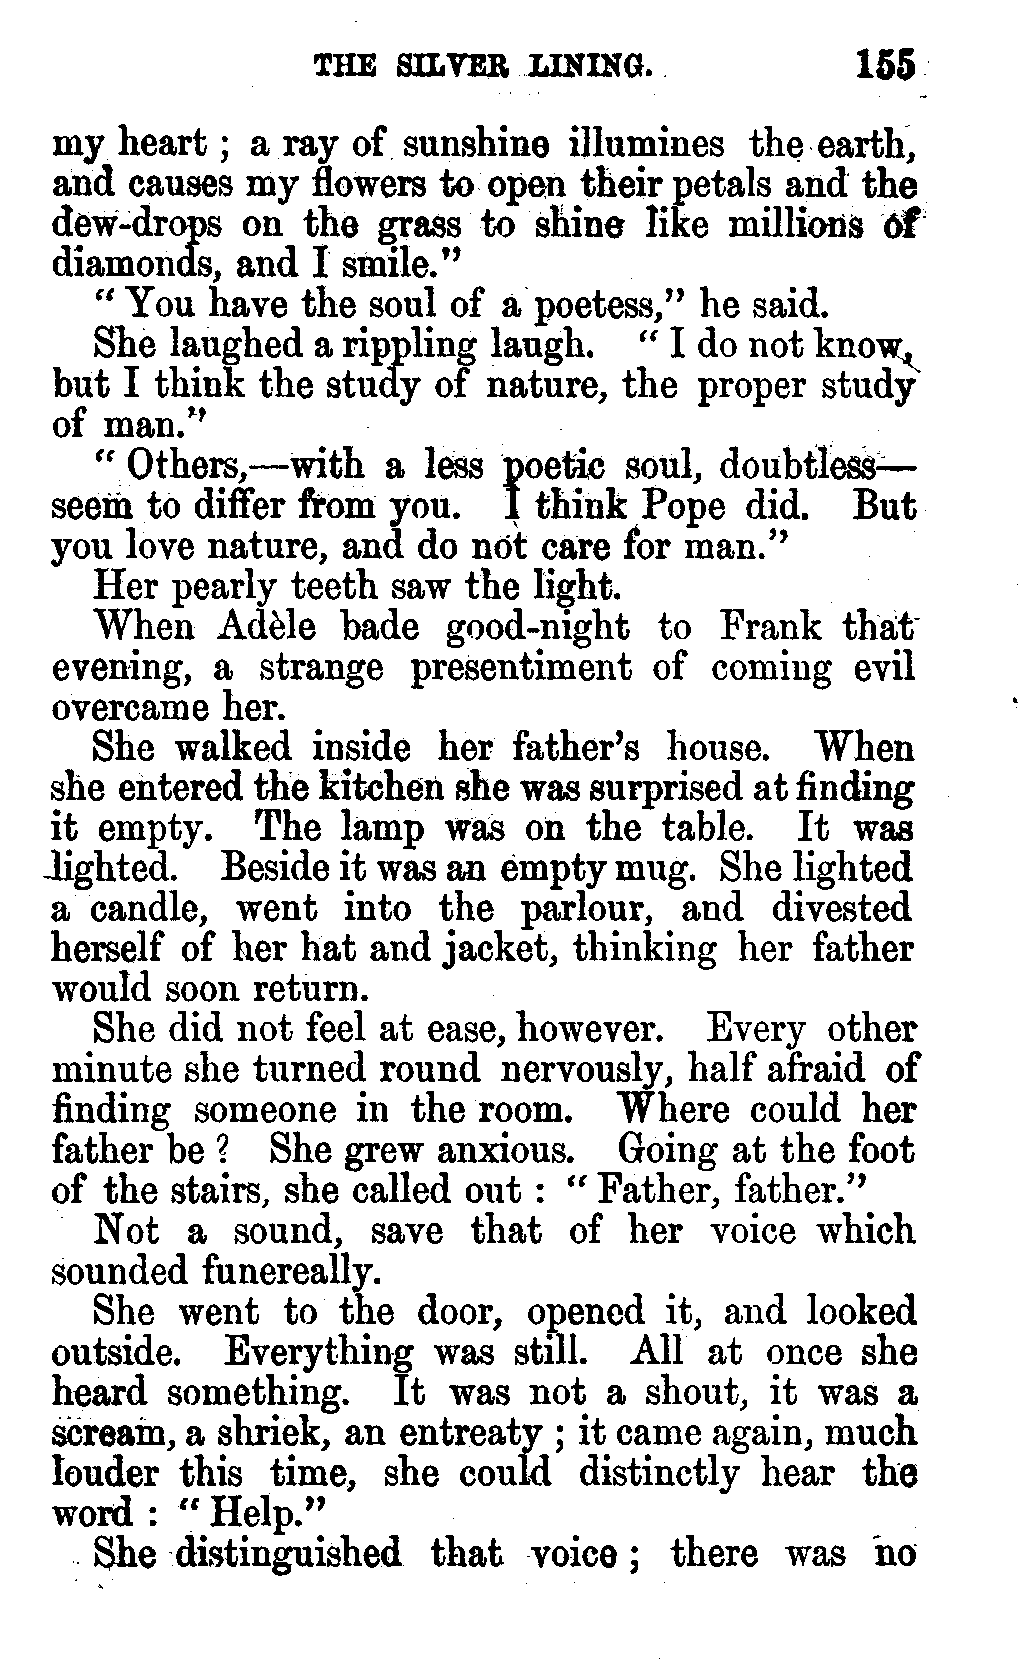 THE SILVER LINING. 155
my heart ; a ray of sunshine illumines the earth,
and causes my flowers to open their petals and the
dew-drops on the grass to shine like millions of
diamonds, and I smile."
" You have the soul of a poetess," he said.
She laughed a rippling laugh. " I do not know,
but I think the study of nature, the proper study
of man."
" Others,—with a less poetic soul, doubtless—
seem to differ from you. I think Pope did. But
you love nature, and do not care for man."
Her pearly teeth saw the light.
When Adèle bade good-night to Frank that
evening, a strange presentiment of coming evil
overcame her.
She walked inside her father's house. When
she entered the kitchen she was surprised at finding
it empty. The lamp was on the table. It was
lighted. Beside it was an empty mug. She lighted
a candle, went into the parlour, and divested
herself of her hat and jacket, thinking her father
would soon return.
She did not feel at ease, however. Every other
minute she turned round nervously, half afraid of
finding someone in the room. Where could her
father be ? She grew anxious. Going at the foot
of the stairs, she called out : " Father, father."
Not a sound, save that of her voice which
sounded funereally.
She went to the door, opened it, and looked
outside. Everything was still. All at once she
heard something. It was not a shout, it was a
scream, a shriek, an entreaty ; it came again, much
louder this time, she could distinctly hear the
word : " Help."
She distinguished that voice ; there was no